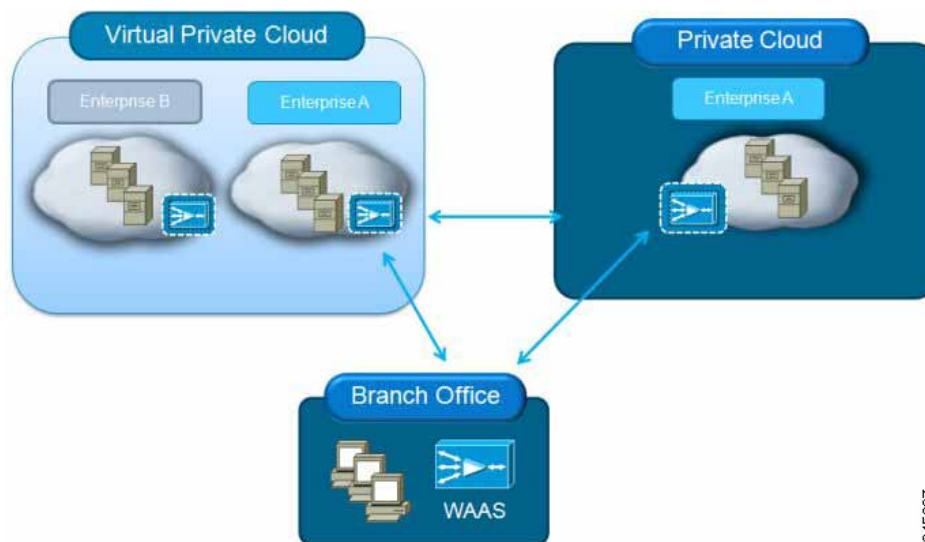 Virtual Private Cloud
Private Cloud
Enterprise B
Enterprise A
Enterprise A
Branch Office
WAAS